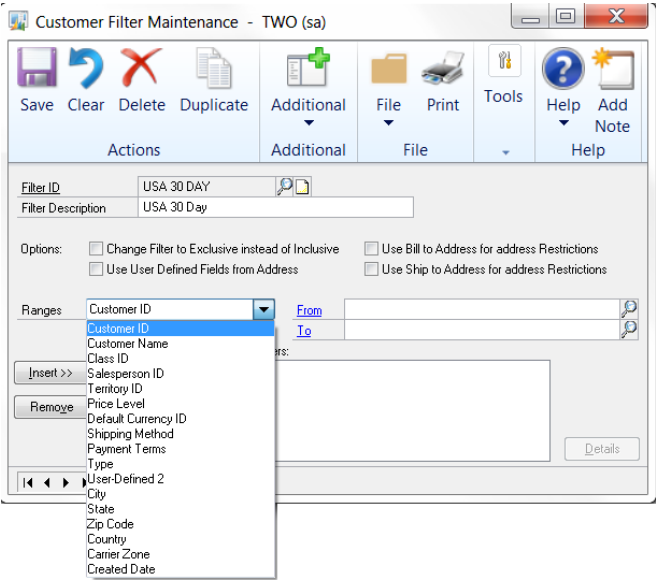 Customer Filter Maintenance - TWO (sa)
Save Clear Delete Duplicate
Additional
File Print
Tools
Help Add Note
Actions
Additional
File
Help
Filter ID USA 30 DAY
Filter Description USA 30 Day
Options: Change Filter to Exclusive instead of Inclusive Use Bill to Address for address Restrictions
Use User Defined Fields from Address Use Ship to Address for address Restrictions
Ranges Customer ID From
To
Customer ID
Customer Name
Class ID
Salesperson ID
Territory ID
Price Level
Default Currency ID
Shipping Method
Payment Terms
Type
User-Defined 2
City
State
Zip Code
Country
Carrier Zone
Created Date
Insert >>
Remove
Details